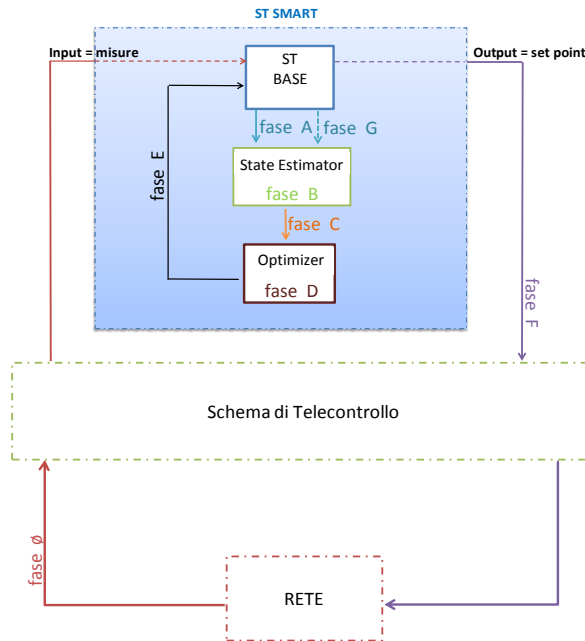 ST SMART
Input = misure
ST
BASE
Output = set point
fase A
fase G
fase E
State Estimator
fase B
fase C
Optimizer
fase D
fase F
Schema di Telecontrollo
fase ø
RETE